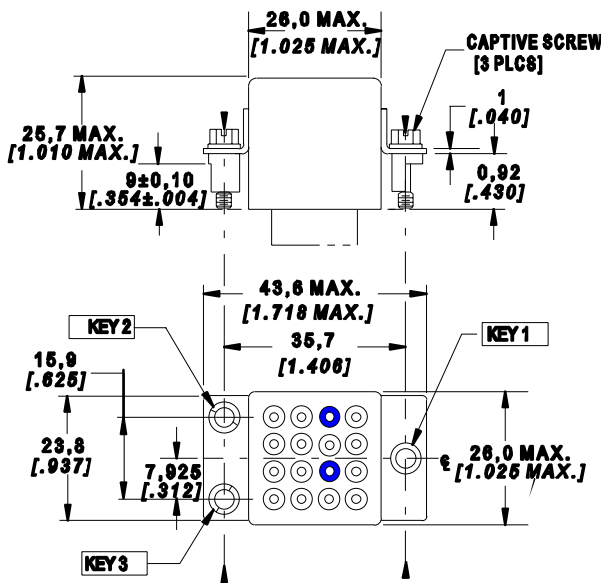 26,0 MAX.
[1.025 MAX.]
CAPTIVE SCREW
[3 PLCS]
1
[.040]
25,7 MAX.
[1.010 MAX.]
9±0,10
[.354±.004]
0,92
[.430]
43,6 MAX.
[1.718 MAX.]
KEY 2
35,7
[1.406]
KEY 1
15,9
[.625]
23,8
[.937]
7,925
[.312]
℄
26,0 MAX.
[1.025 MAX.]
KEY 3